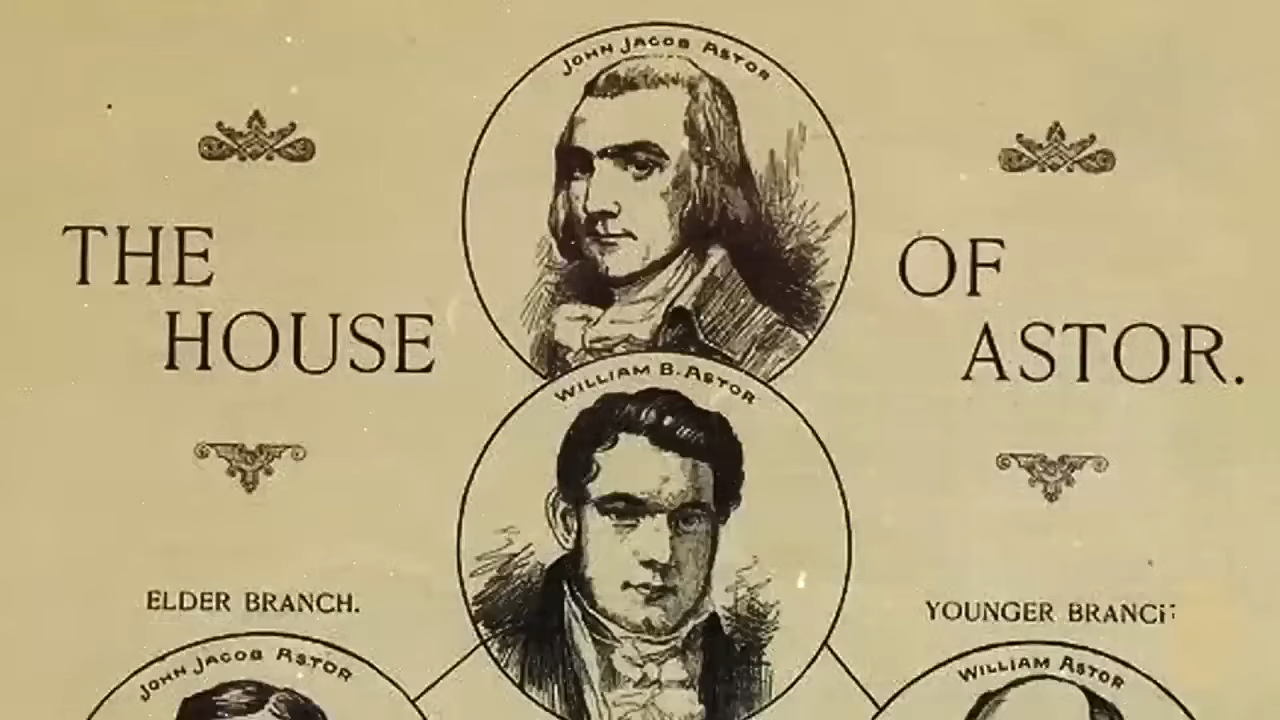 JOHN JACOB ASTOR
THE
HOUSE
OF
ASTOR.
WILLIAM B. ASTOR
ELDER BRANCH.
YOUNGER BRANCH
JOHN JACOB ASTOR
WILLIAM ASTOR